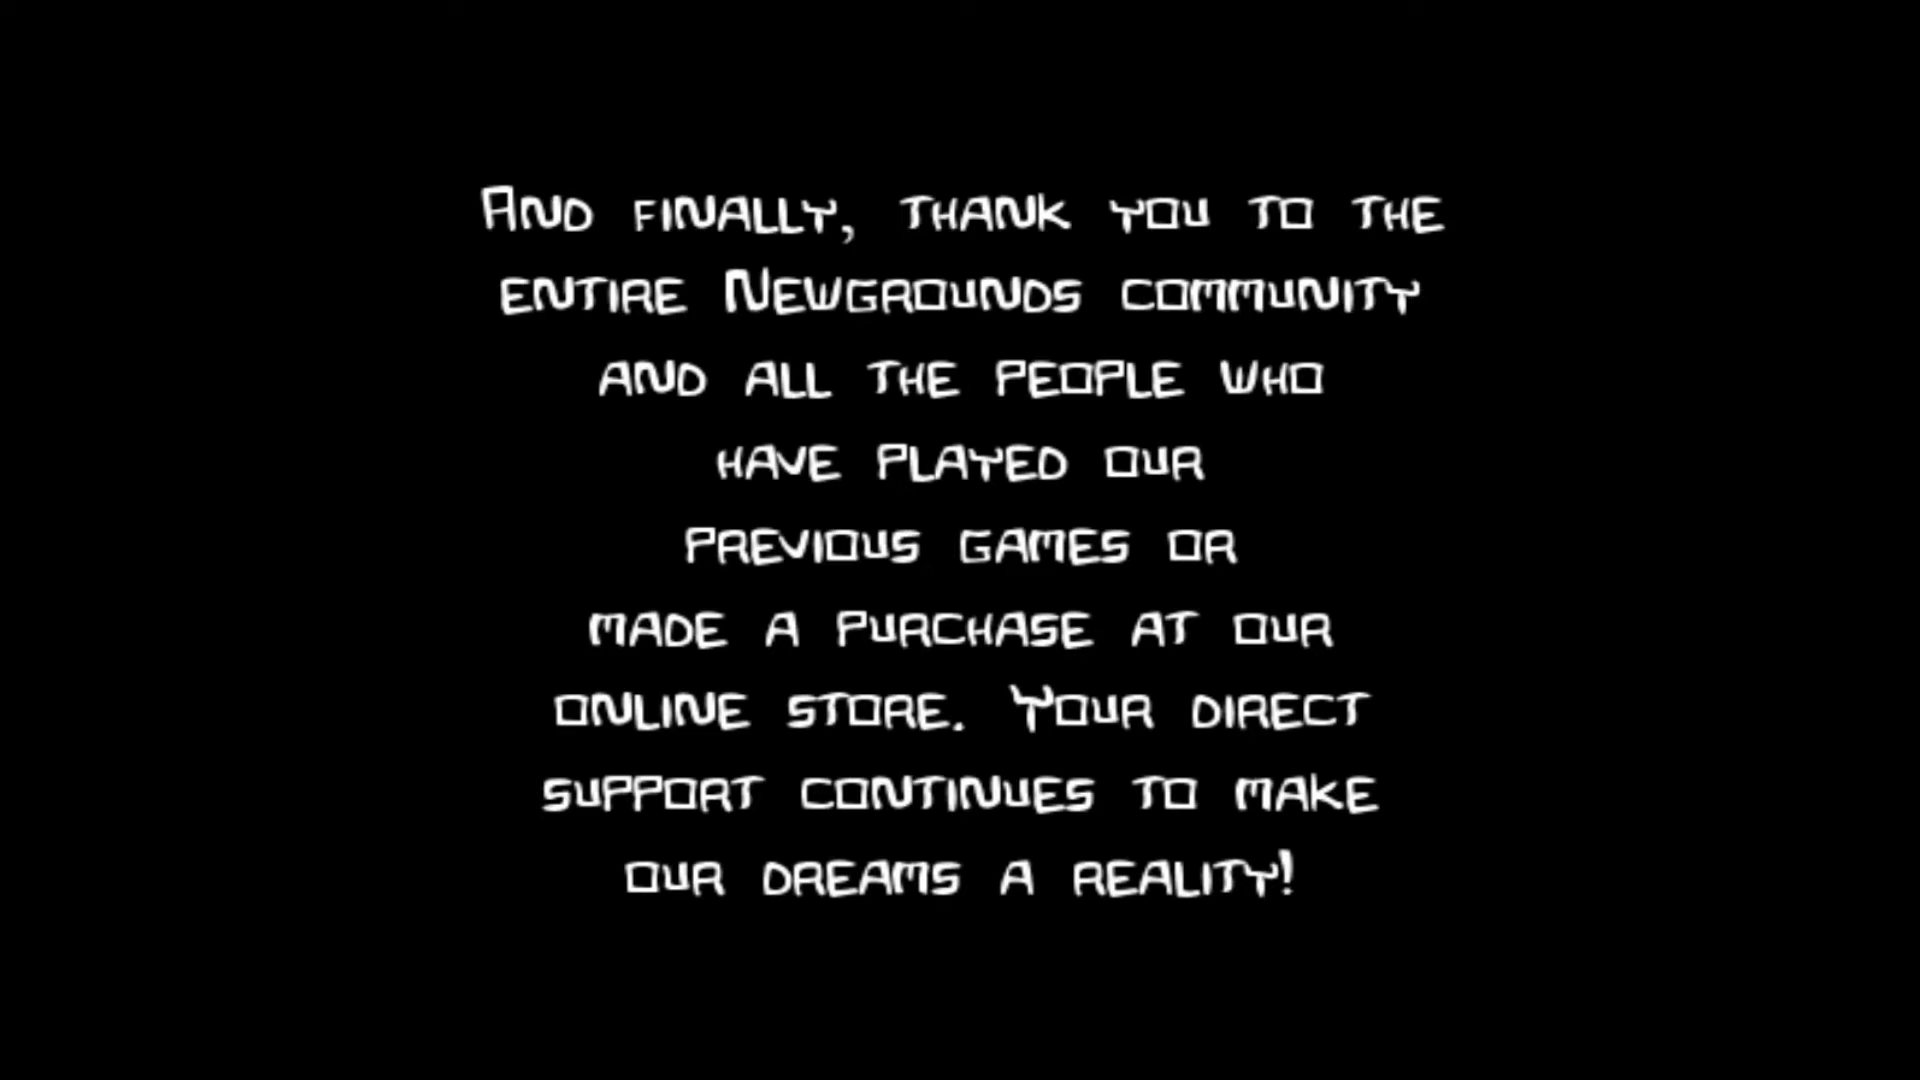 And finally, thank you to the
entire Newgrounds community
and all the people who
have played our
previous games or
made a purchase at our
online store. Your direct
support continues to make
our dreams a reality!